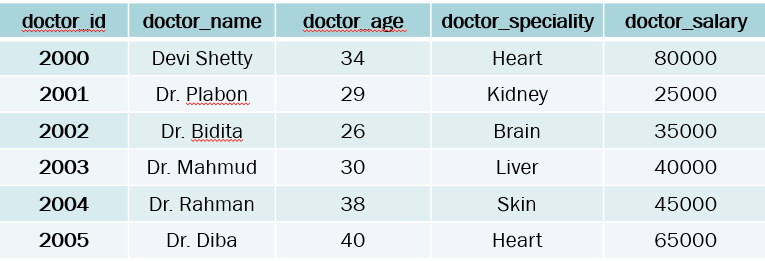 doctor_id doctor_name doctor_age doctor_speciality doctor_salary
2000 Devi Shetty 34 Heart 80000
2001 Dr. Plabon 29 Kidney 25000
2002 Dr. Bidita 26 Brain 35000
2003 Dr. Mahmud 30 Liver 40000
2004 Dr. Rahman 38 Skin 45000
2005 Dr. Diba 40 Heart 65000